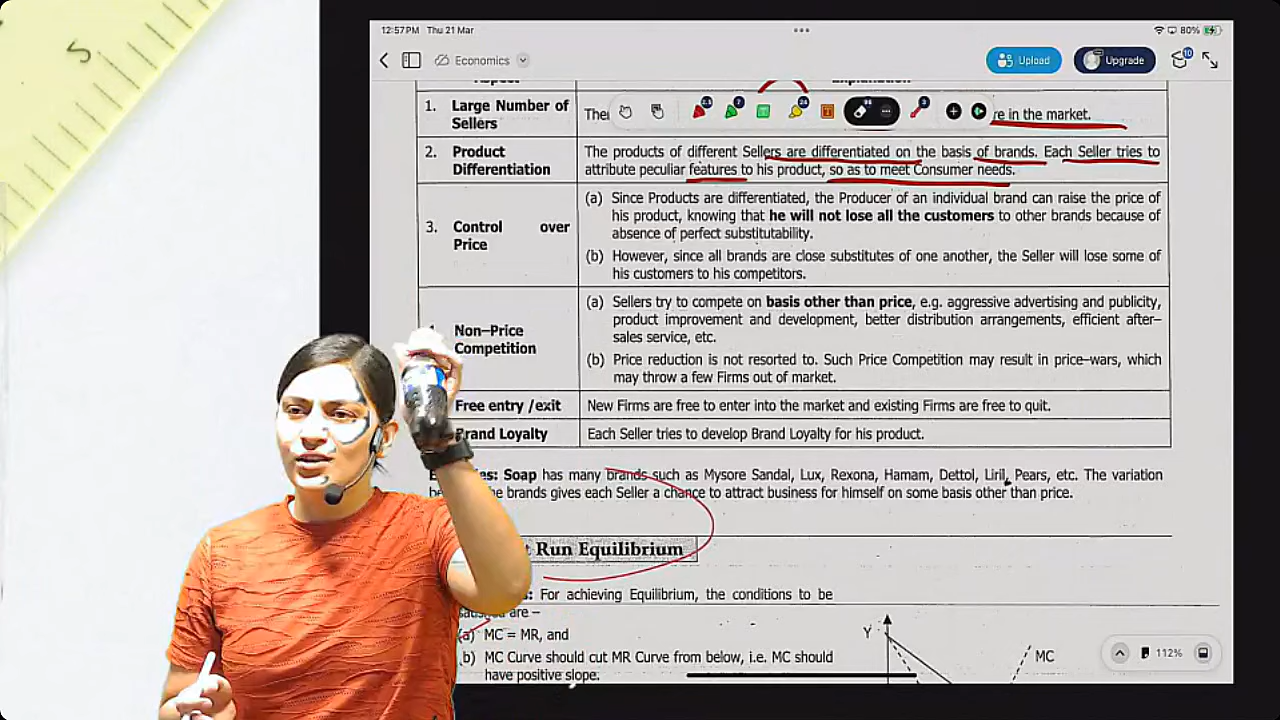 5
12:57 PM Thu 21 Mar
Economics
Upload
Upgrade
10
80%
2.5 7 24 3
1. Large Number of Sellers
re in the market.
2. Product Differentiation
The products of different Sellers are differentiated on the basis of brands. Each Seller tries to
attribute peculiar features to his product, so as to meet Consumer needs.
3. Control over Price
(a) Since Products are differentiated, the Producer of an individual brand can raise the price of
his product, knowing that he will not lose all the customers to other brands because of
absence of perfect substitutability.
(b) However, since all brands are close substitutes of one another, the Seller will lose some of
his customers to his competitors.
Non–Price Competition
(a) Sellers try to compete on basis other than price, e.g. aggressive advertising and publicity,
product improvement and development, better distribution arrangements, efficient after–
sales service, etc.
(b) Price reduction is not resorted to. Such Price Competition may result in price–wars, which
may throw a few Firms out of market.
Free entry /exit
New Firms are free to enter into the market and existing Firms are free to quit.
Brand Loyalty
Each Seller tries to develop Brand Loyalty for his product.
Soap has many brands such as Mysore Sandal, Lux, Rexona, Hamam, Dettol, Liril, Pears, etc. The variation
brands gives each Seller a chance to attract business for himself on some basis other than price.
Run Equilibrium
For achieving Equilibrium, the conditions to be
are –
(a) MC = MR, and
b) MC Curve should cut MR Curve from below, i.e. MC should
have positive slope.
Y
MC
112%